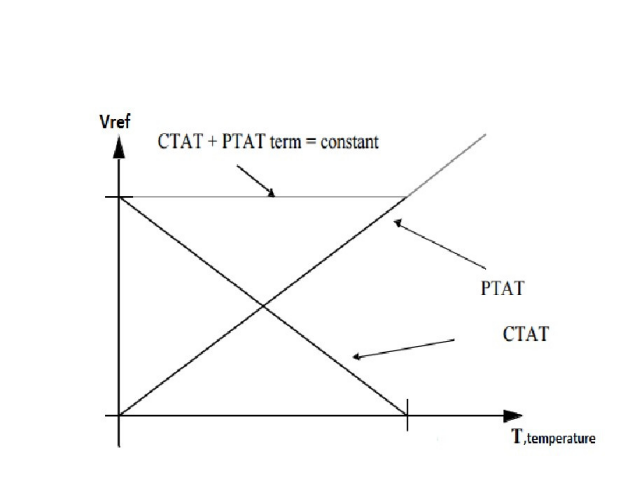 Vref
CTAT + PTAT term = constant
PTAT
CTAT
T,temperature